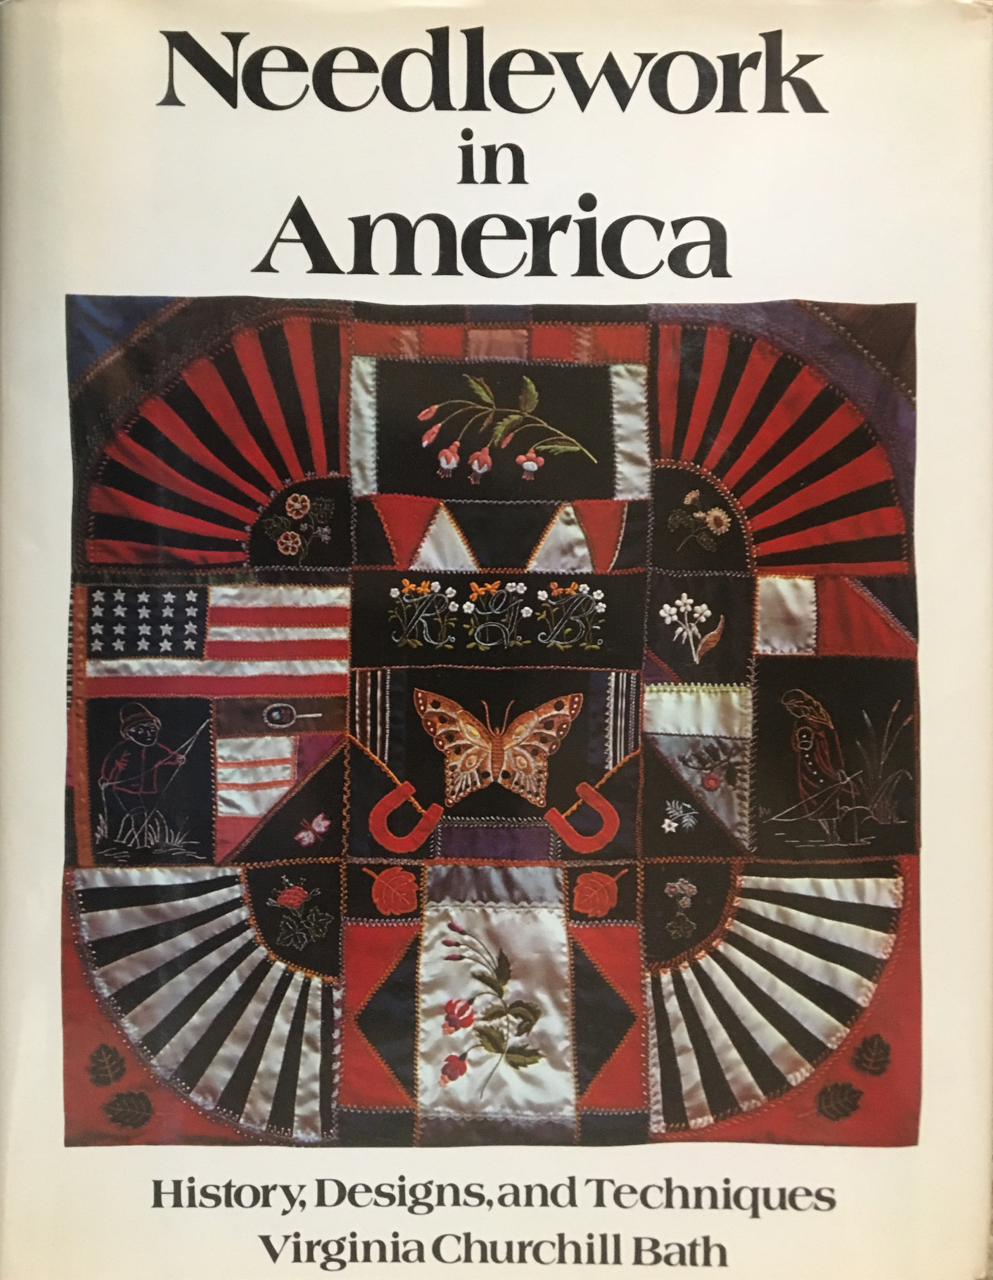 Needlework
in
America
R G B
History, Designs, and Techniques
Virginia Churchill Bath